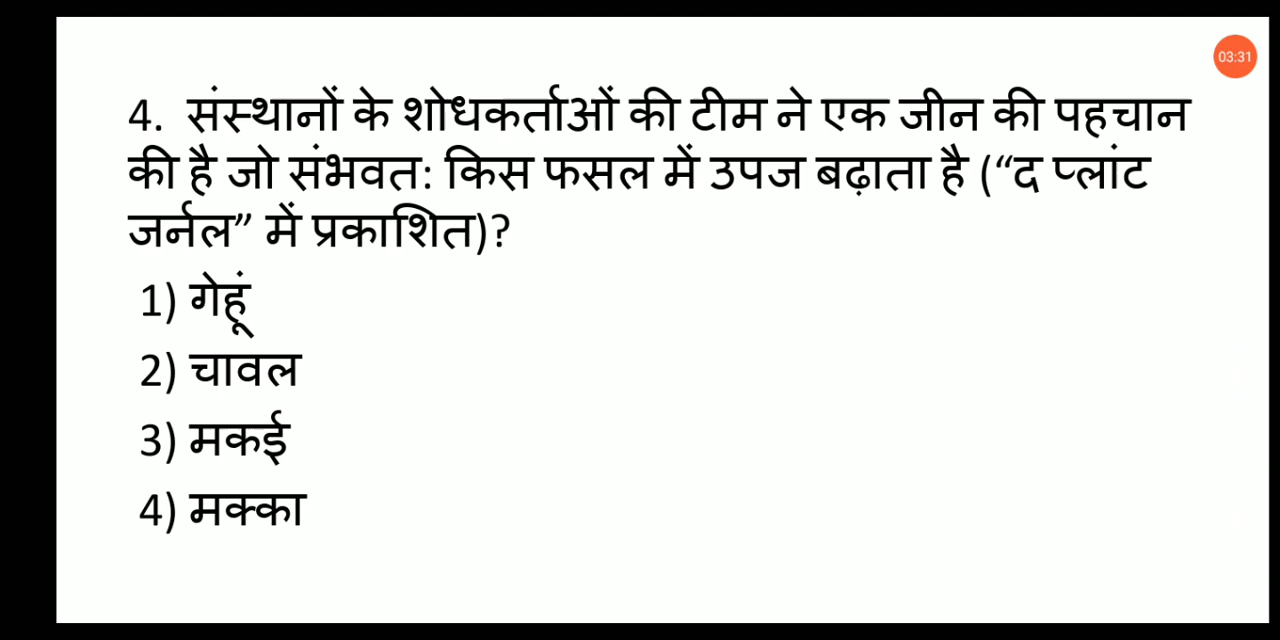 03:31
4. संस्थानों के शोधकर्ताओं की टीम ने एक जीन की पहचान
की है जो संभवत: किस फसल में उपज बढ़ाता है (“द प्लांट
जर्नल” में प्रकाशित)?
1) गेहूं
2) चावल
3) मकई
4) मक्का